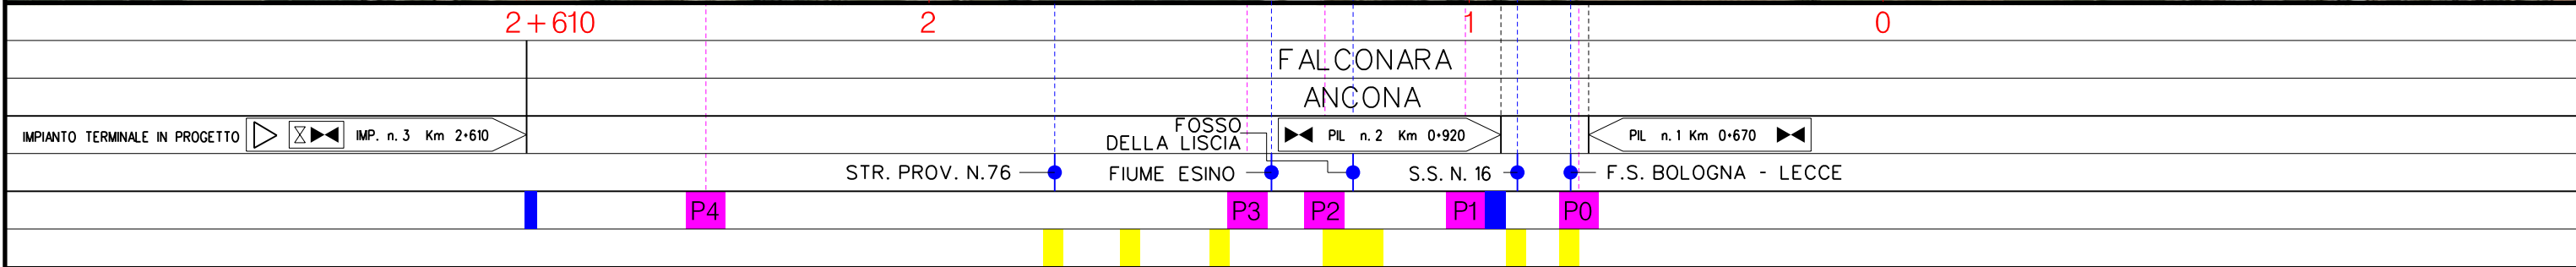 2+610 2 1 0
FALCONARA
ANCONA
IMPIANTO TERMINALE IN PROGETTO IMP. n. 3 Km 2+610
FOSSO
DELLA LISCIA
PIL n. 2 Km 0+920
PIL n. 1 Km 0+670
STR. PROV. N.76
FIUME ESINO
S.S. N. 16
F.S. BOLOGNA - LECCE
P4 P3 P2 P1 P0